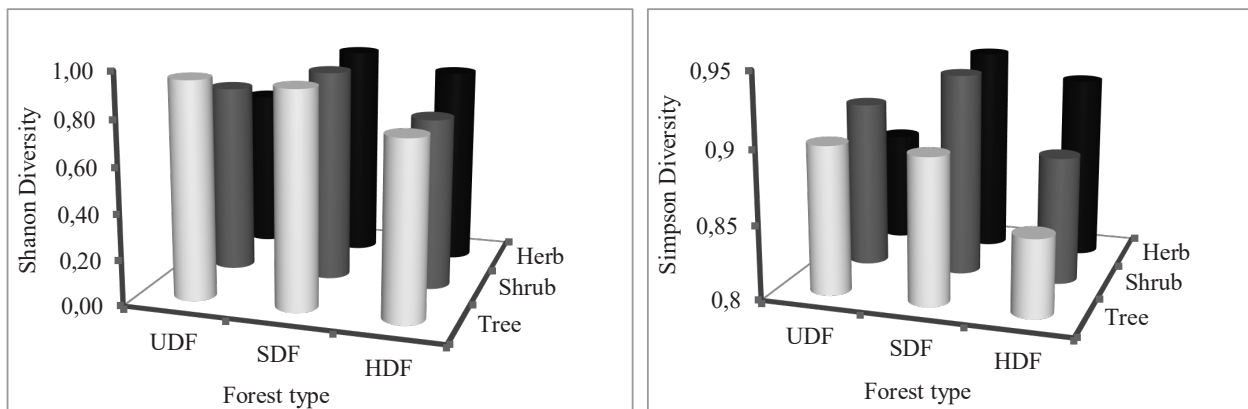 Shanon Diversity
1,00
0,80
0,60
0,40
0,20
0,00
UDF
SDF
HDF
Forest type
Herb
Shrub
Tree
Simpson Diversity
0,95
0,9
0,85
0,8
UDF
SDF
HDF
Forest type
Herb
Shrub
Tree